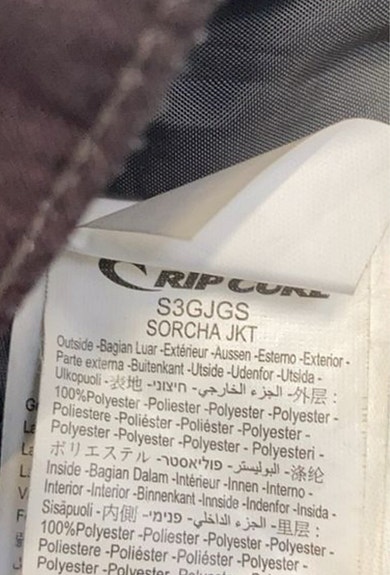 RIP CURL
S3GJGS
SORCHA JKT
Outside -Bagian Luar -Extérieur -Aussen -Esterno -Exterior -
Parte externa -Buitenkant -Utside -Udenfor -Utsida -
Ulkopuoli -表地 -חיצוני -الجزء الخارجي -外层 :
100%Polyester -Poliester -Polyester -Polyester -
Poliestere -Poliéster -Poliéster -Polyester -
Polyester -Polyester -Polyester - Polyesteri -
ポリエステル -פוליאסטר -البوليستر -涤纶
Inside -Bagian Dalam -Intérieur -Innen -Interno -
Interior -Interior -Binnenkant -Innside -Indenfor -Insida -
Sisäpuoli -内側 -פנימי -الجزء الداخلي -里层 :
100%Polyester -Poliester -Polyester -Polyester -
Poliestere -Poliéster -Poliéster -Polyester -
Polyester -Polyester